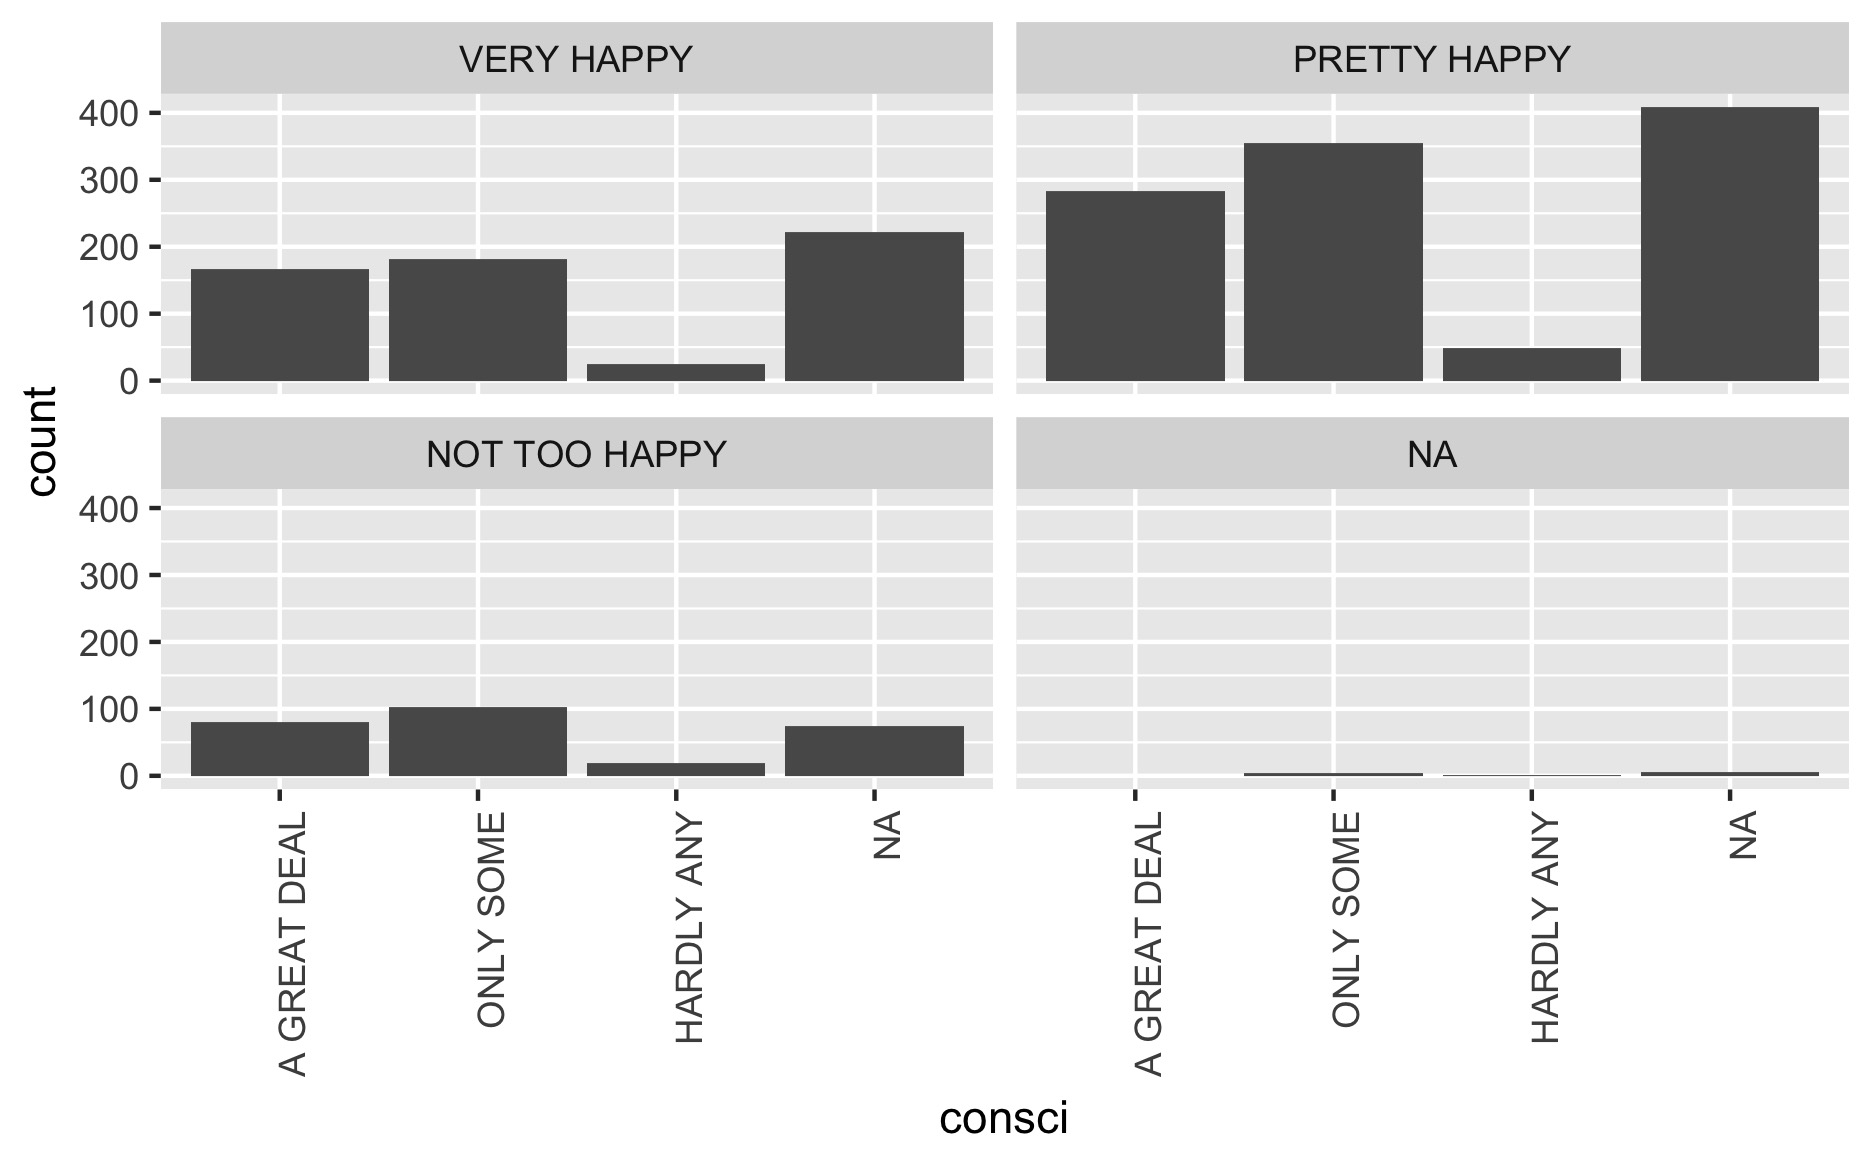 VERY HAPPY
PRETTY HAPPY
400
300
200
100
0
count
NOT TOO HAPPY
NA
400
300
200
100
0
A GREAT DEAL
ONLY SOME
HARDLY ANY
NA
A GREAT DEAL
ONLY SOME
HARDLY ANY
NA
consci